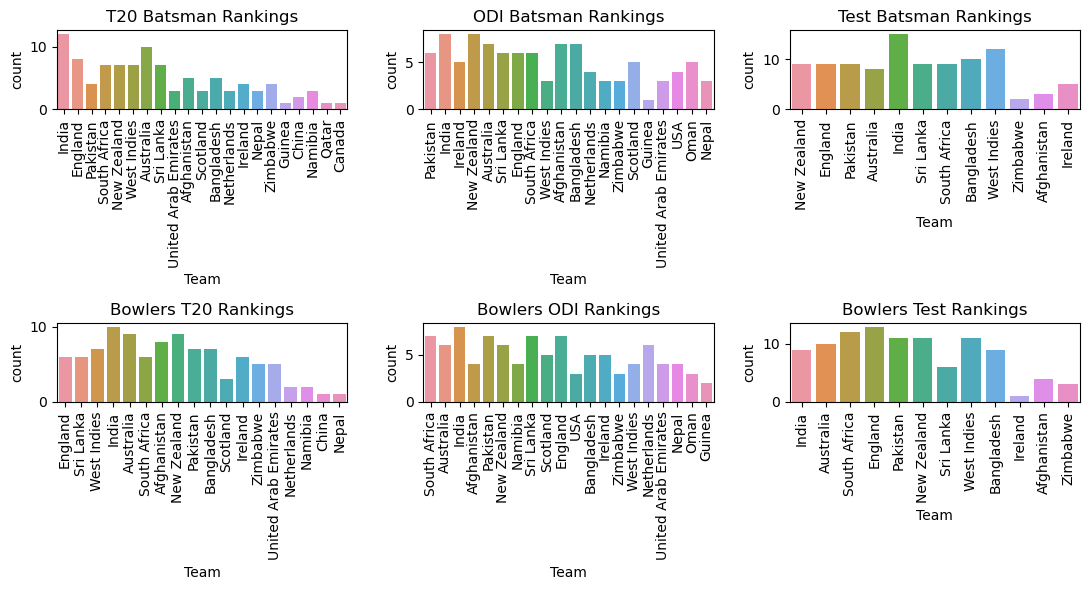 T20 Batsman Rankings
count
10
0
India
England
Pakistan
South Africa
New Zealand
West Indies
Australia
Sri Lanka
United Arab Emirates
Afghanistan
Scotland
Bangladesh
Netherlands
Ireland
Nepal
Zimbabwe
Guinea
China
Namibia
Qatar
Canada
Team
ODI Batsman Rankings
count
5
0
Pakistan
India
Ireland
New Zealand
Australia
Sri Lanka
England
South Africa
West Indies
Afghanistan
Bangladesh
Netherlands
Namibia
Zimbabwe
Scotland
Guinea
United Arab Emirates
USA
Oman
Nepal
Team
Test Batsman Rankings
count
10
0
New Zealand
England
Pakistan
Australia
India
Sri Lanka
South Africa
Bangladesh
West Indies
Zimbabwe
Afghanistan
Ireland
Team
Bowlers T20 Rankings
count
10
0
England
Sri Lanka
West Indies
India
Australia
South Africa
Afghanistan
New Zealand
Pakistan
Bangladesh
Scotland
Ireland
Zimbabwe
United Arab Emirates
Netherlands
Namibia
China
Nepal
Team
Bowlers ODI Rankings
count
5
0
South Africa
Australia
India
Afghanistan
Pakistan
New Zealand
Namibia
Sri Lanka
Scotland
England
USA
Bangladesh
Ireland
Zimbabwe
West Indies
Netherlands
United Arab Emirates
Nepal
Oman
Guinea
Team
Bowlers Test Rankings
count
10
0
India
Australia
South Africa
England
Pakistan
New Zealand
Sri Lanka
West Indies
Bangladesh
Ireland
Afghanistan
Zimbabwe
Team